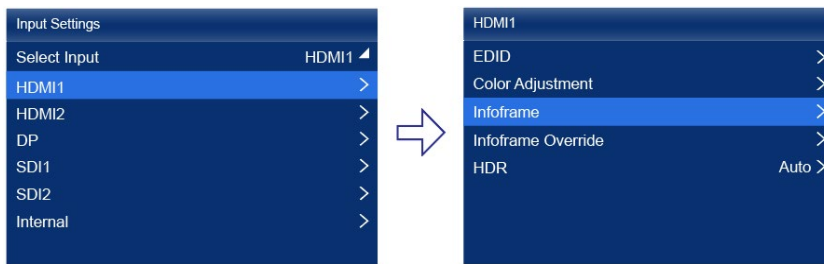 Input Settings
Select Input HDMI1
HDMI1
HDMI2
DP
SDI1
SDI2
Internal
HDMI1
EDID
Color Adjustment
Infoframe
Infoframe Override
HDR Auto